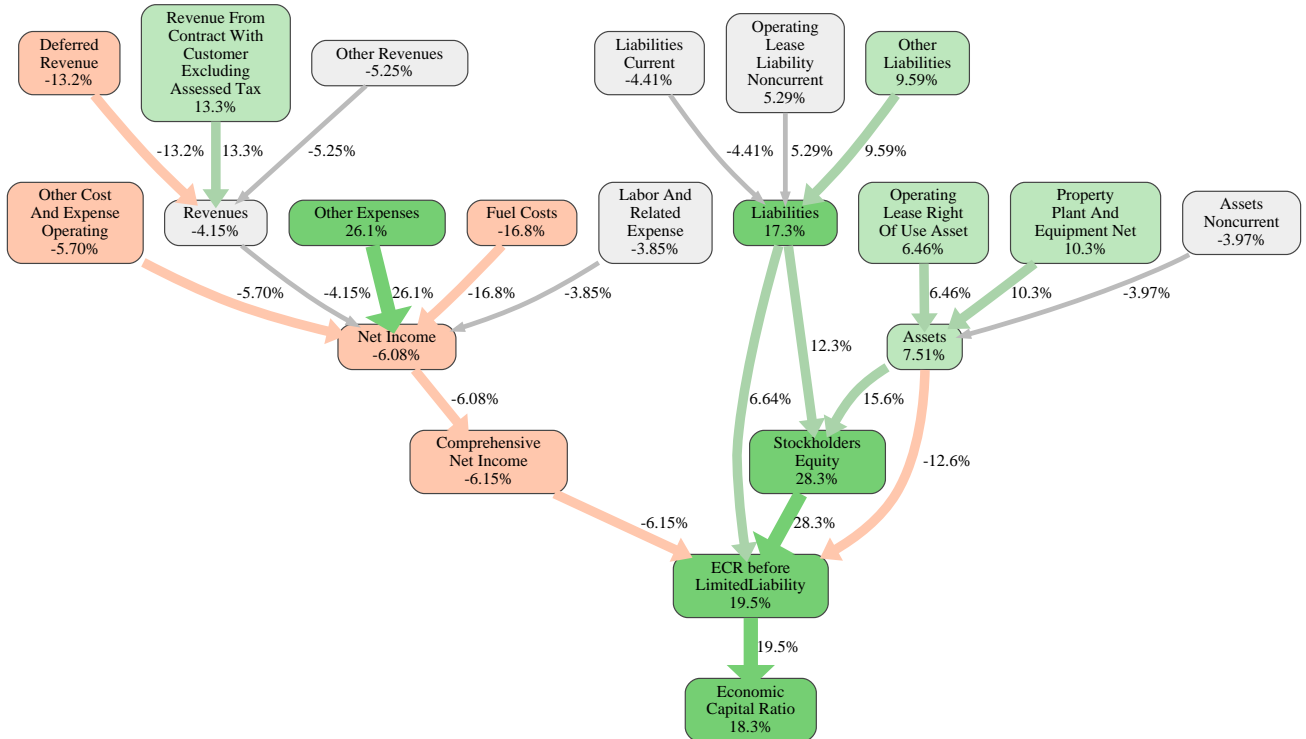 Deferred
Revenue
-13.2%
Revenue From
Contract With
Customer
Excluding
Assessed Tax
13.3%
Other Revenues
-5.25%
Liabilities
Current
-4.41%
Operating
Lease
Liability
Noncurrent
5.29%
Other
Liabilities
9.59%
-13.2%
13.3%
-5.25%
-4.41%
5.29%
9.59%
Other Cost
And Expense
Operating
-5.70%
Revenues
-4.15%
Other Expenses
26.1%
Fuel Costs
-16.8%
Labor And
Related
Expense
-3.85%
Liabilities
17.3%
Operating
Lease Right
Of Use Asset
6.46%
Property
Plant And
Equipment Net
10.3%
Assets
Noncurrent
-3.97%
-5.70%
-4.15%
26.1%
-16.8%
-3.85%
6.46%
10.3%
-3.97%
Net Income
-6.08%
12.3%
Assets
7.51%
-6.08%
6.64%
15.6%
-12.6%
Comprehensive
Net Income
-6.15%
Stockholders
Equity
28.3%
-6.15%
28.3%
ECR before
LimitedLiability
19.5%
19.5%
Economic
Capital Ratio
18.3%